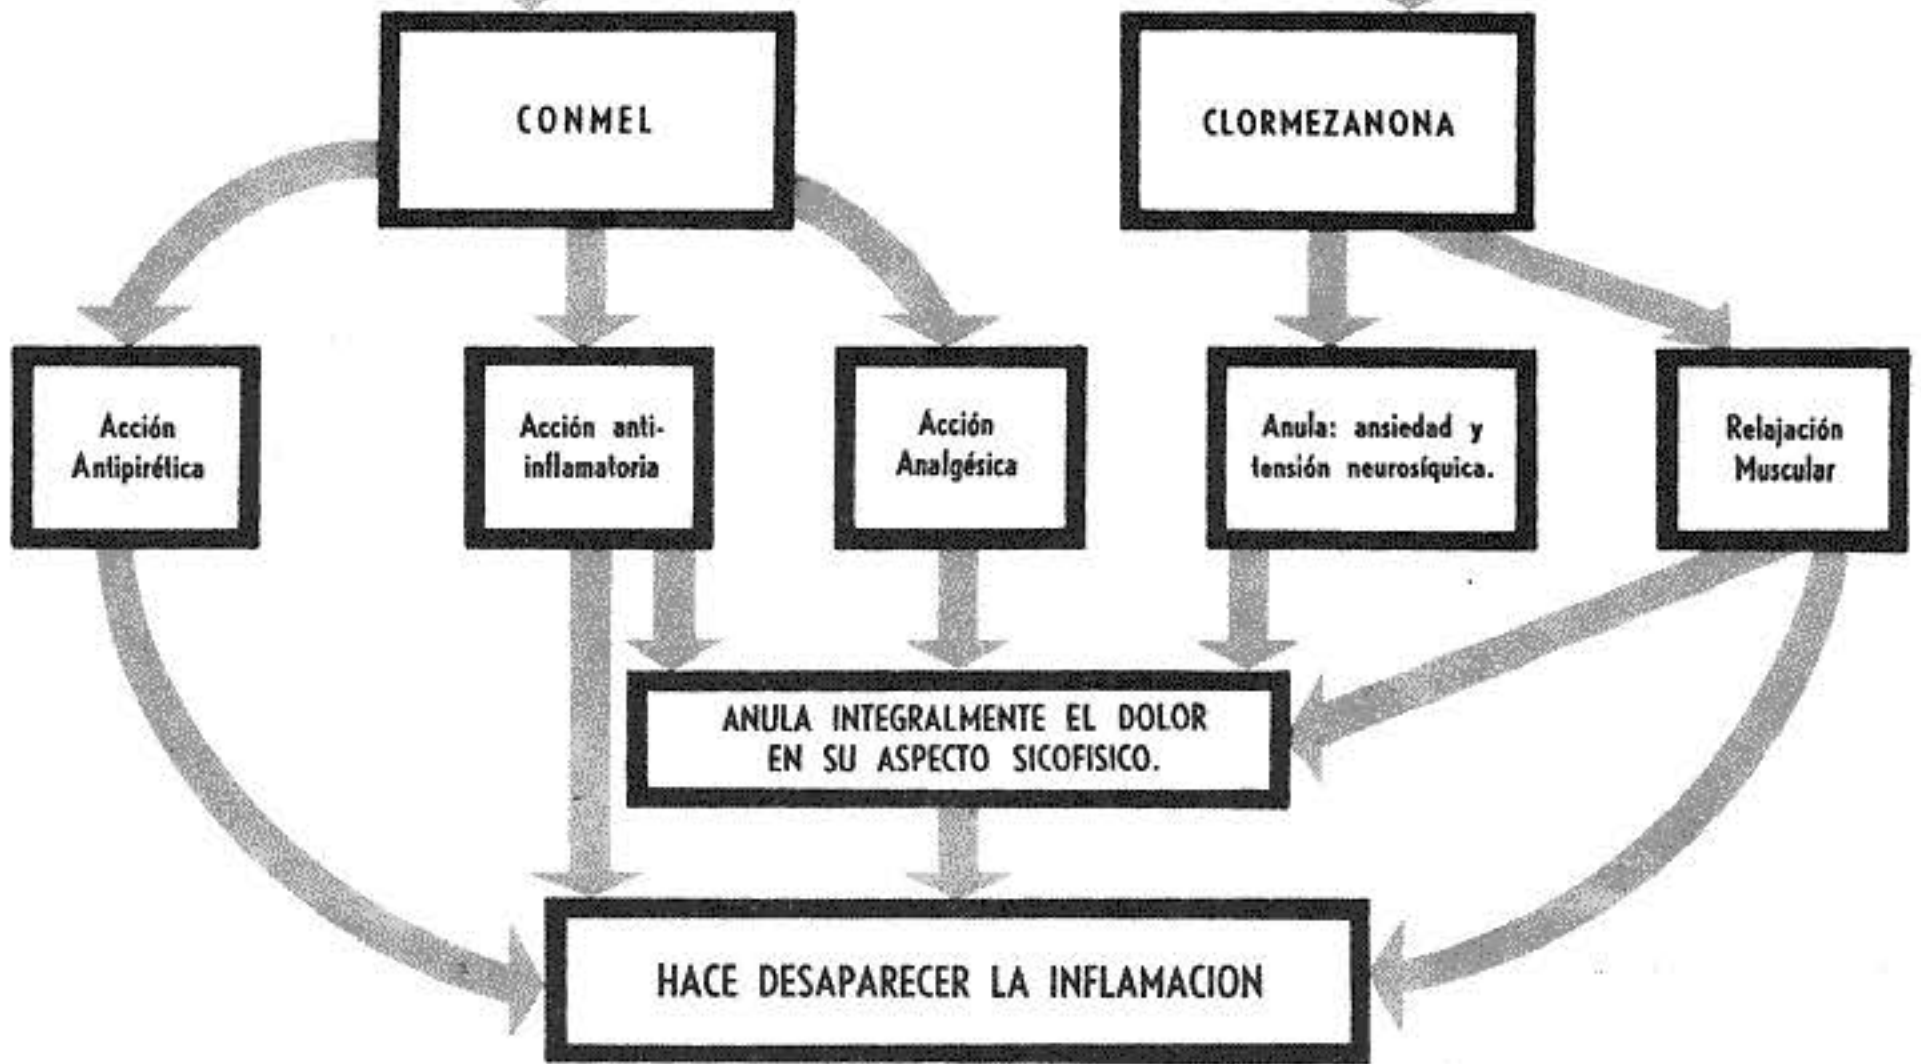 CONMEL
CLORMEZANONA
Acción
Antipirética
Acción anti-
inflamatoria
Acción
Analgésica
Anula: ansiedad y
tensión neurosíquica.
Relajación
Muscular
ANULA INTEGRALMENTE EL DOLOR
EN SU ASPECTO SICOFISICO.
HACE DESAPARECER LA INFLAMACION